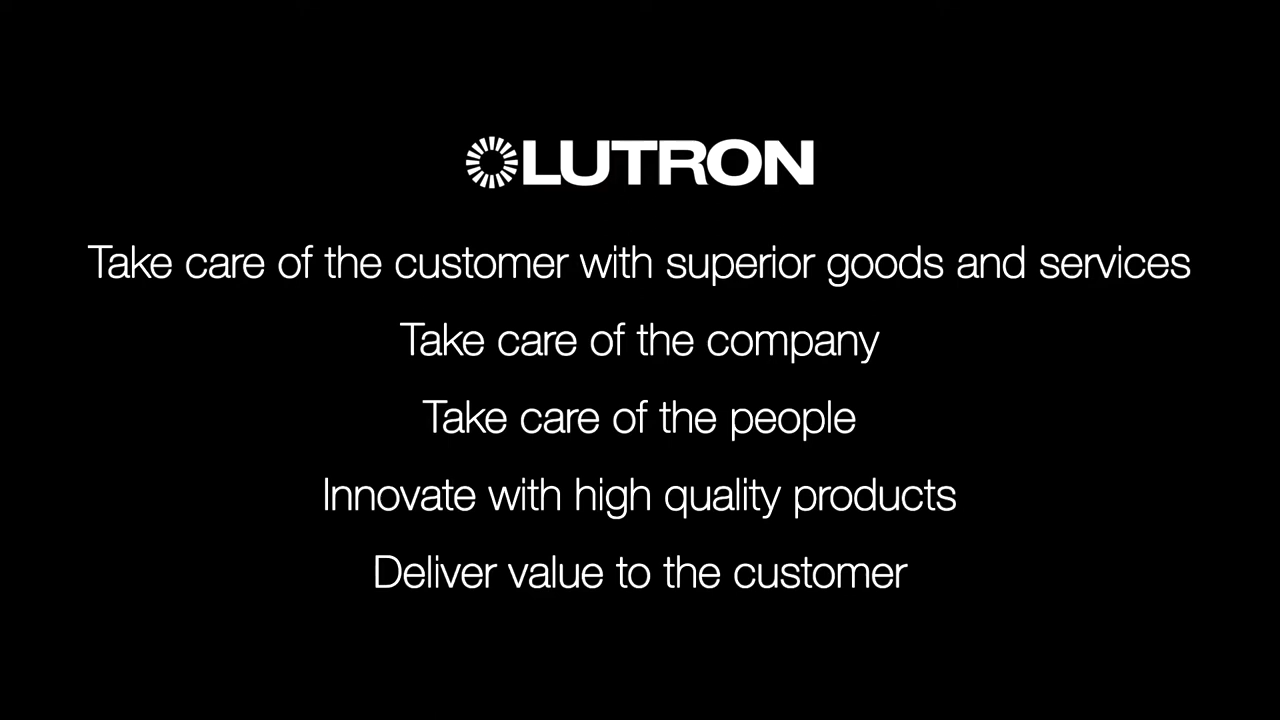 LUTRON
Take care of the customer with superior goods and services
Take care of the company
Take care of the people
Innovate with high quality products
Deliver value to the customer